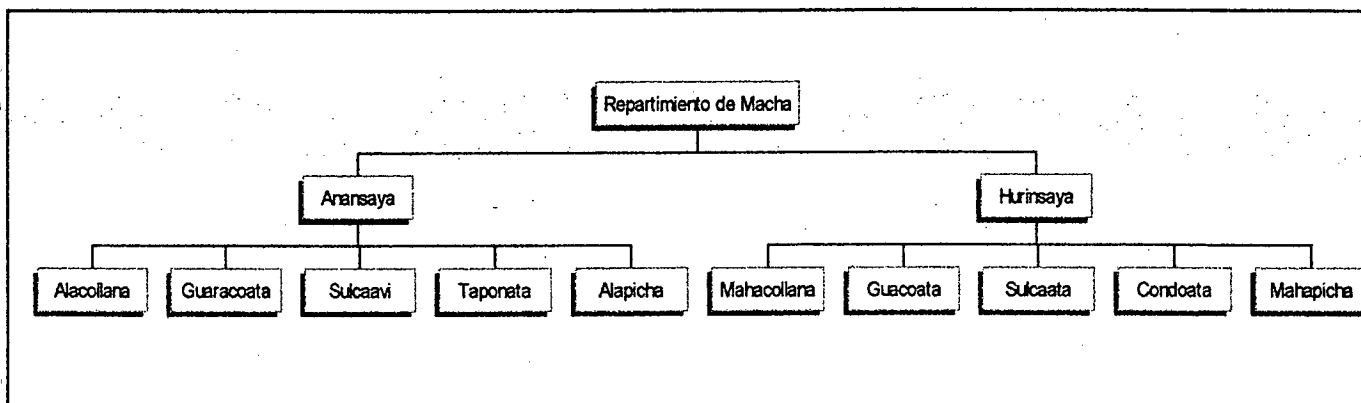 Repartimiento de Macha
Anansaya
Hurinsaya
Alacollana
Guaracoata
Sulcaavi
Taponata
Alapicha
Mahacollana
Guacoata
Sulcaata
Condoata
Mahapicha